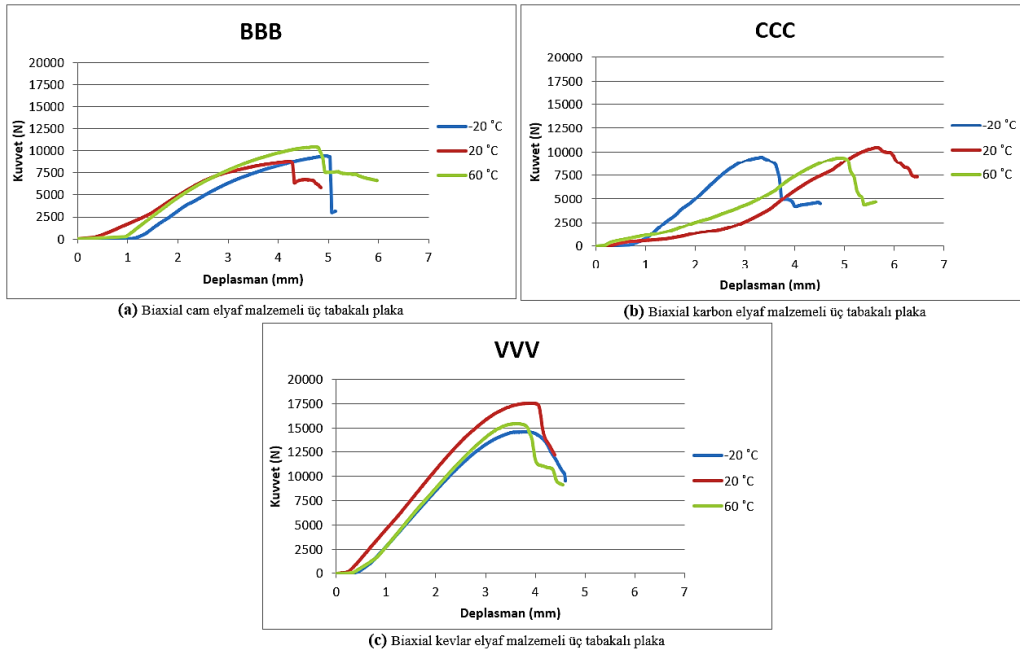 BBB
Kuvvet (N)
20000
17500
15000
12500
10000
7500
5000
2500
0
0 1 2 3 4 5 6 7
Deplasman (mm)
-20 ˚C
20 ˚C
60 ˚C
(a) Biaxial cam elyaf malzemeli üç tabakalı plaka
CCC
Kuvvet (N)
20000
17500
15000
12500
10000
7500
5000
2500
0
0 1 2 3 4 5 6 7
Deplasman (mm)
-20 ˚C
20 ˚C
60 ˚C
(b) Biaxial karbon elyaf malzemeli üç tabakalı plaka
VVV
Kuvvet (N)
20000
17500
15000
12500
10000
7500
5000
2500
0
0 1 2 3 4 5 6 7
Deplasman (mm)
-20 ˚C
20 ˚C
60 ˚C
(c) Biaxial kevlar elyaf malzemeli üç tabakalı plaka